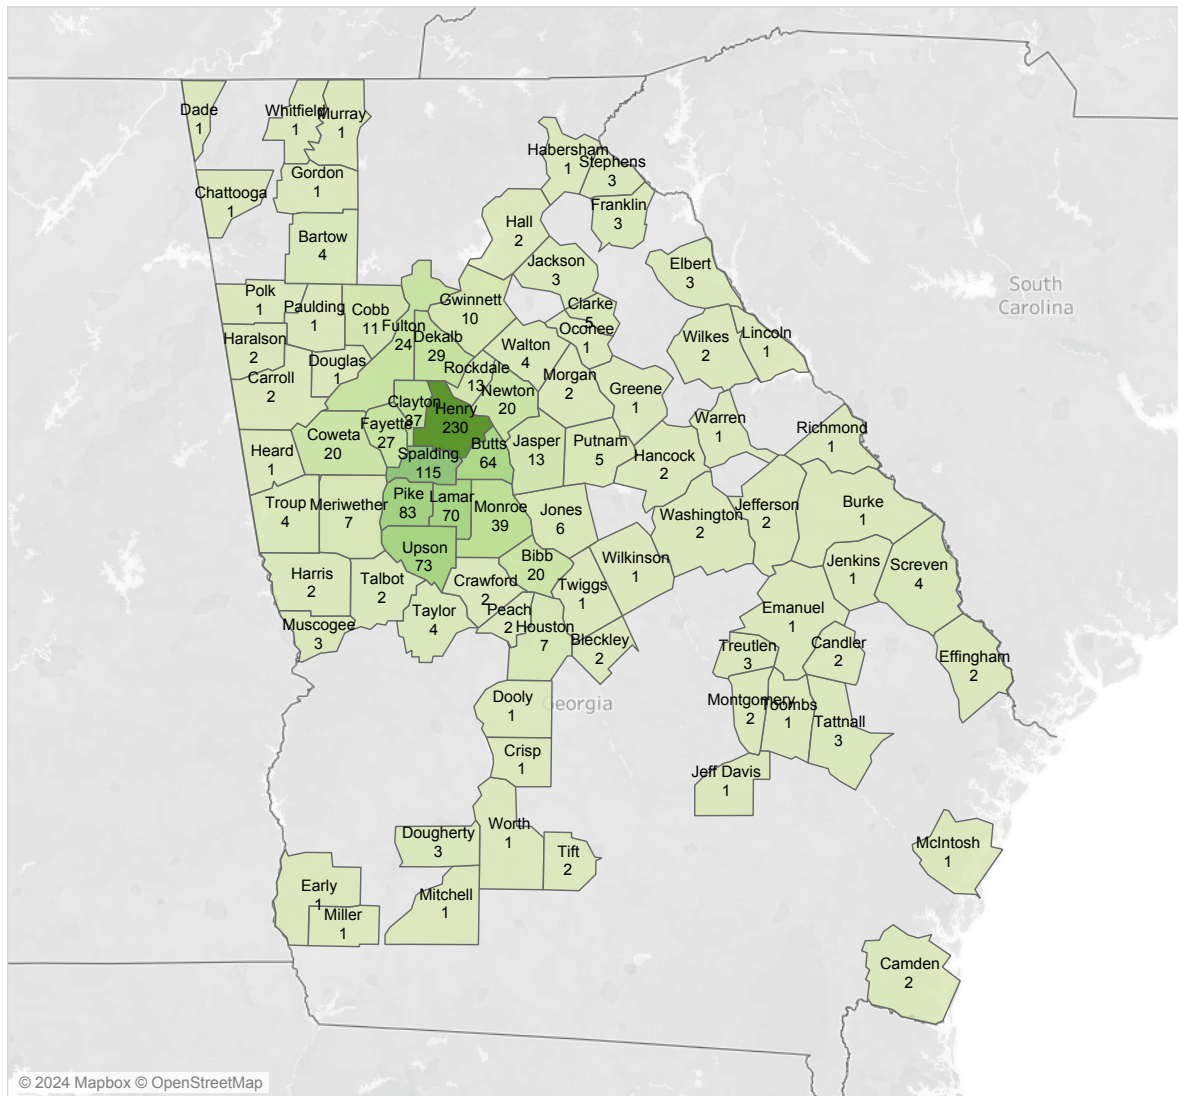 Dade
1
Whitfield
1
Murray
1
Chattooga
1
Gordon
1
Bartow
4
Habersham
1
Stephens
3
Franklin
3
Hall
2
Jackson
3
Elbert
3
South
Carolina
Polk
1
Paulding
1
Cobb
11
Fulton
24
Gwinnett
10
Dekalb
29
Clarke
5
Oconee
1
Walton
4
Wilkes
2
Lincoln
1
Haralson
2
Douglas
1
Carroll
2
Rockdale
13
Morgan
2
Newton
20
Greene
1
Clayton
37
Henry
230
Fayette
27
Coweta
20
Butts
64
Spalding
115
Jasper
13
Putnam
5
Hancock
2
Warren
1
Richmond
1
Heard
1
Troup
4
Meriwether
7
Pike
83
Lamar
70
Monroe
39
Jones
6
Washington
2
Jefferson
2
Burke
1
Upson
73
Bibb
20
Wilkinson
1
Twiggs
1
Jenkins
1
Screven
4
Harris
2
Talbot
2
Crawford
2
Taylor
4
Peach
2
Houston
7
Bleckley
2
Muscogee
3
Emanuel
1
Treutlen
3
Candler
2
Effingham
2
Georgia
Dooly
1
Montgomery
2
Toombs
1
Tattnall
3
Crisp
1
Jeff Davis
1
Dougherty
3
Worth
1
Tift
2
McIntosh
1
Early
1
Miller
1
Mitchell
1
Camden
2
© 2024 Mapbox © OpenStreetMap